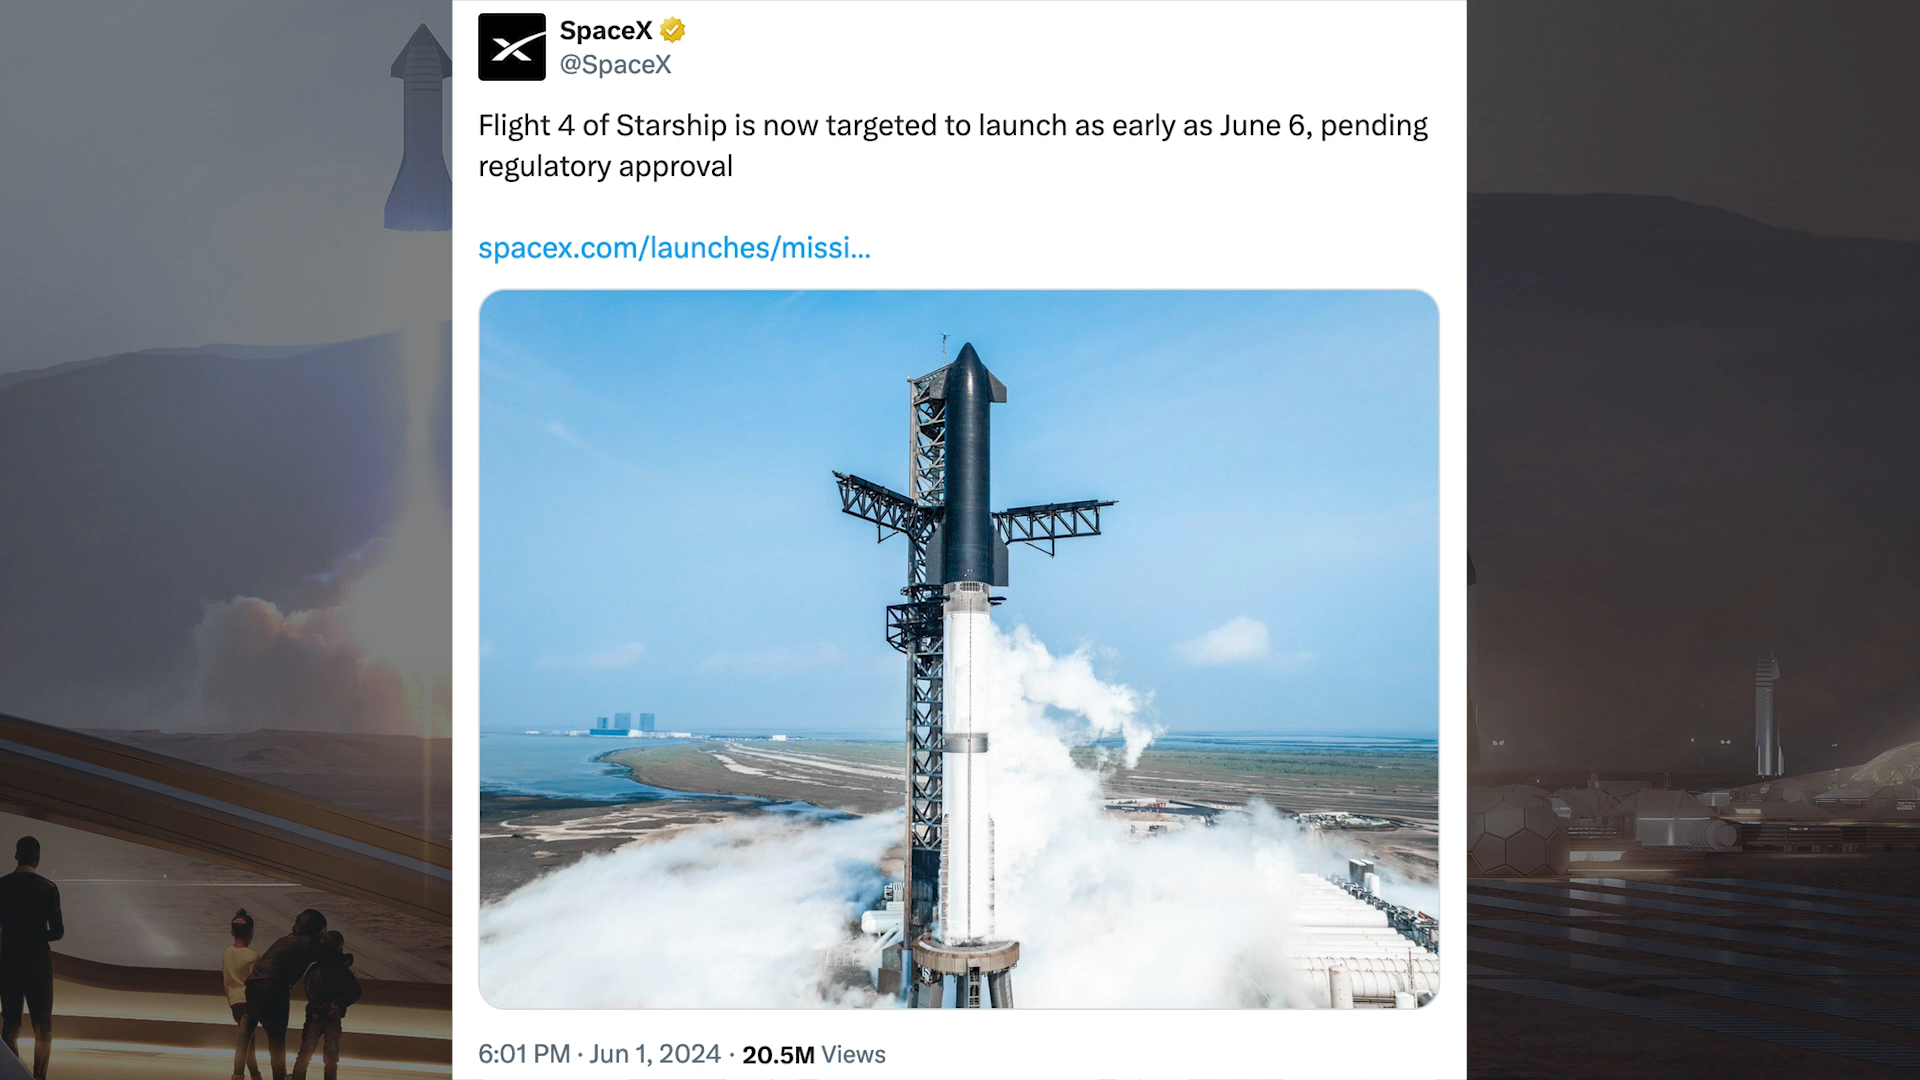 SpaceX
@SpaceX
Flight 4 of Starship is now targeted to launch as early as June 6, pending
regulatory approval
spacex.com/launches/missi...
6:01 PM · Jun 1, 2024 · 20.5M Views